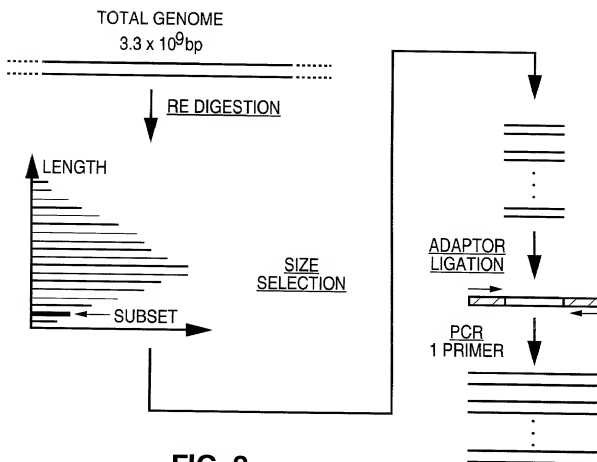 TOTAL GENOME
3.3 x 10⁹bp
RE DIGESTION
LENGTH
SUBSET
SIZE
SELECTION
ADAPTOR
LIGATION
PCR
1 PRIMER